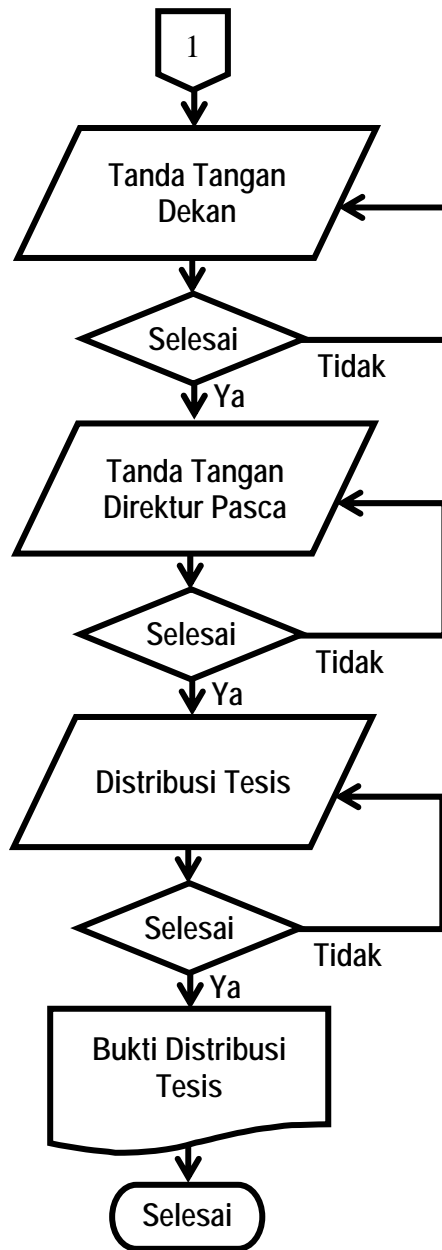 1
Tanda Tangan
Dekan
Selesai
Tidak
Ya
Tanda Tangan
Direktur Pasca
Selesai
Tidak
Ya
Distribusi Tesis
Selesai
Tidak
Ya
Bukti Distribusi
Tesis
Selesai